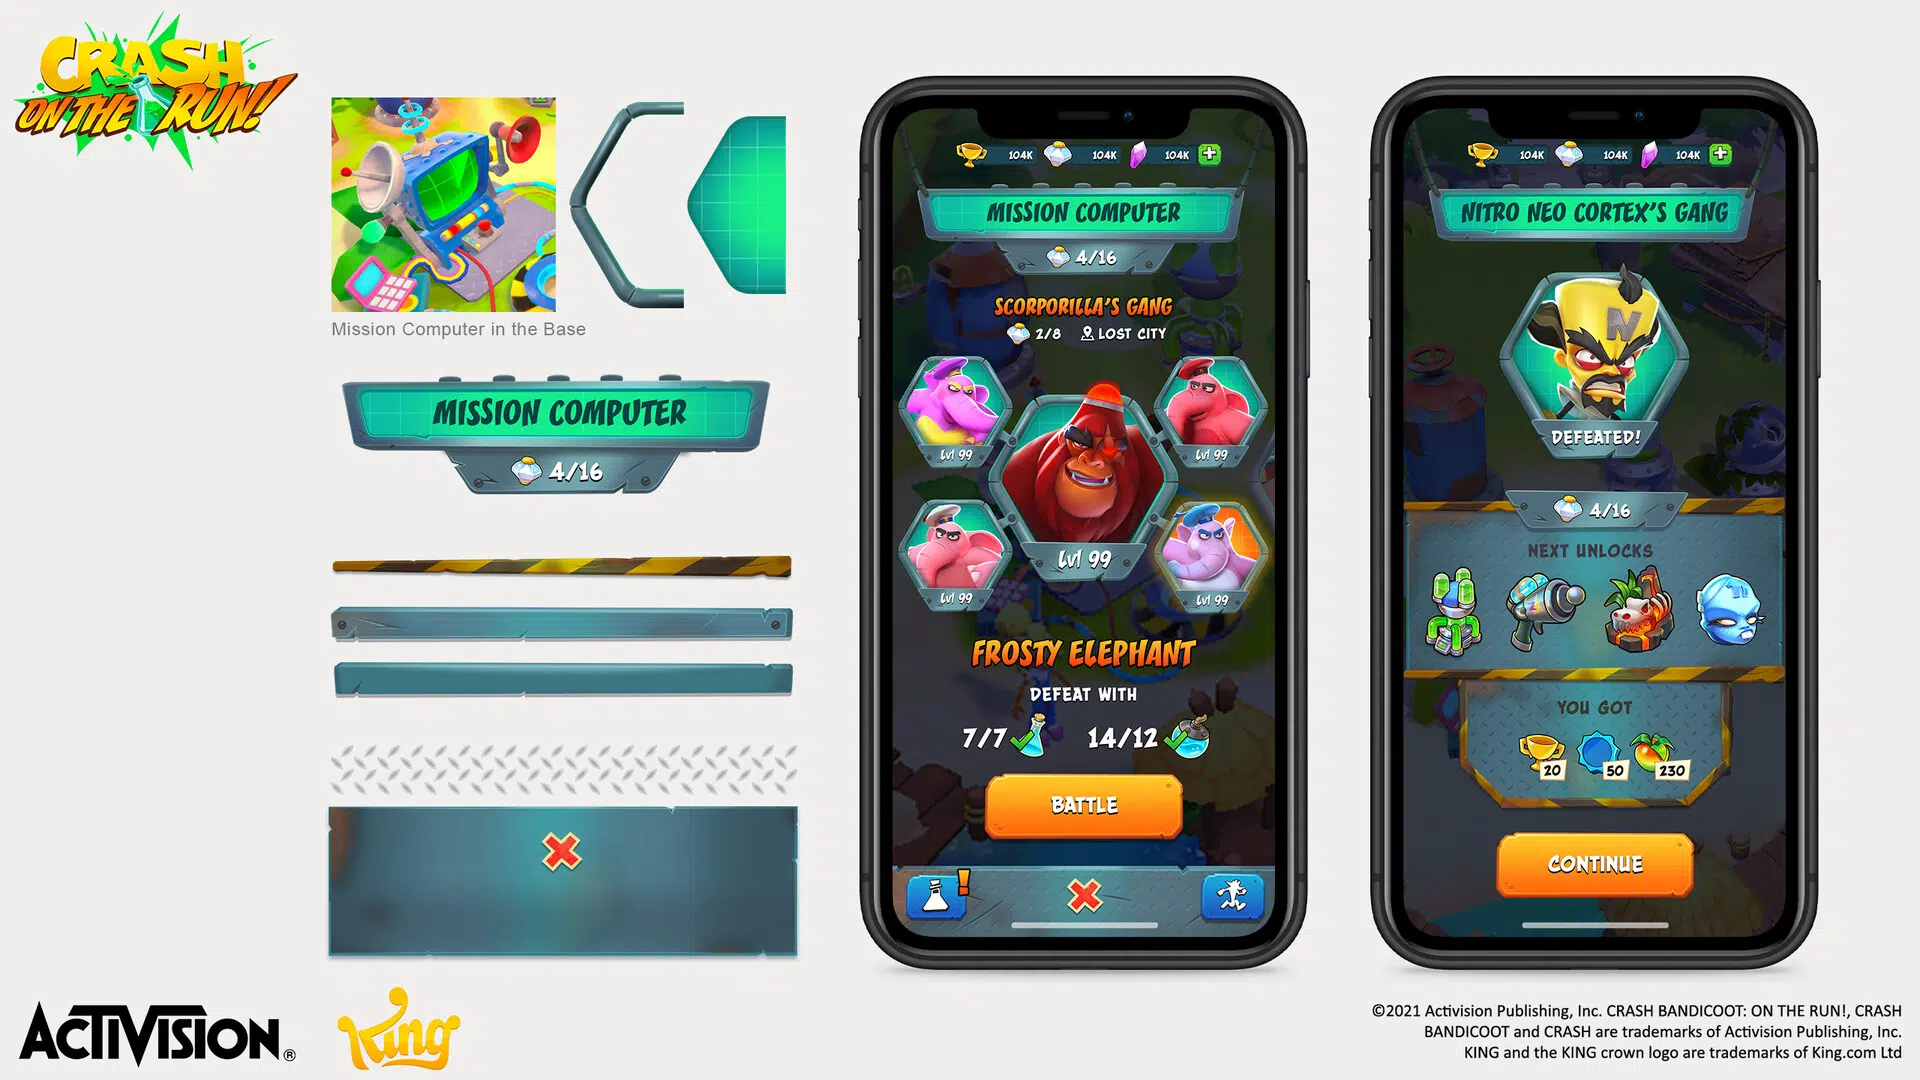 CRASH
ON THE RUN!
Mission Computer in the Base
MISSION COMPUTER
4/16
104K
104K
104K
MISSION COMPUTER
4/16
SCORPORILLA'S GANG
2/8
LOST CITY
Lvl 99
Lvl 99
Lvl 99
Lvl 99
Lvl 99
FROSTY ELEPHANT
DEFEAT WITH
7/7
14/12
BATTLE
104K
104K
104K
NITRO NEO CORTEX'S GANG
N
DEFEATED!
4/16
NEXT UNLOCKS
YOU GOT
20
50
230
CONTINUE
ACTIVISION®
King
©2021 Activision Publishing, Inc. CRASH BANDICOOT: ON THE RUN!, CRASH
BANDICOOT and CRASH are trademarks of Activision Publishing, Inc.
KING and the KING crown logo are trademarks of King.com Ltd